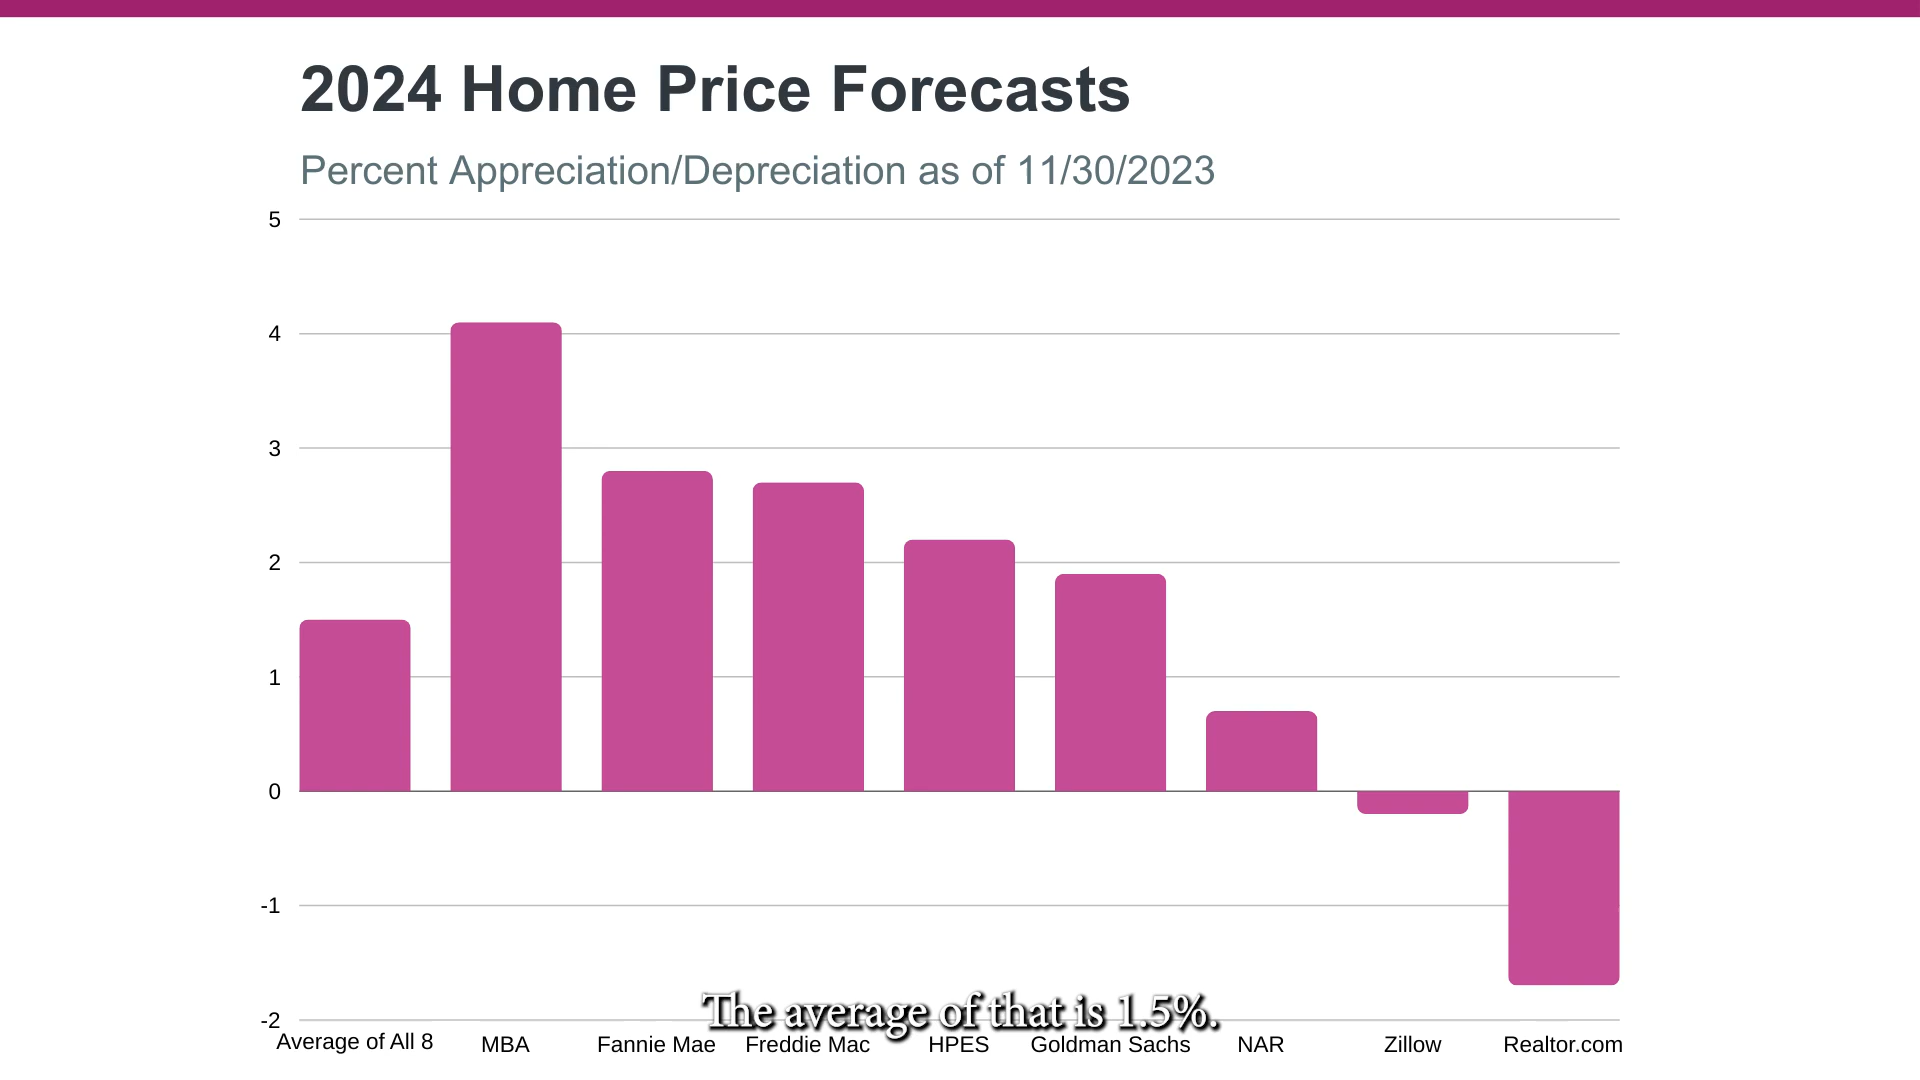 2024 Home Price Forecasts
Percent Appreciation/Depreciation as of 11/30/2023
5
4
3
2
1
0
-1
-2
The average of that is 1.5%.
Average of All 8 MBA Fannie Mae Freddie Mac HPES Goldman Sachs NAR Zillow Realtor.com